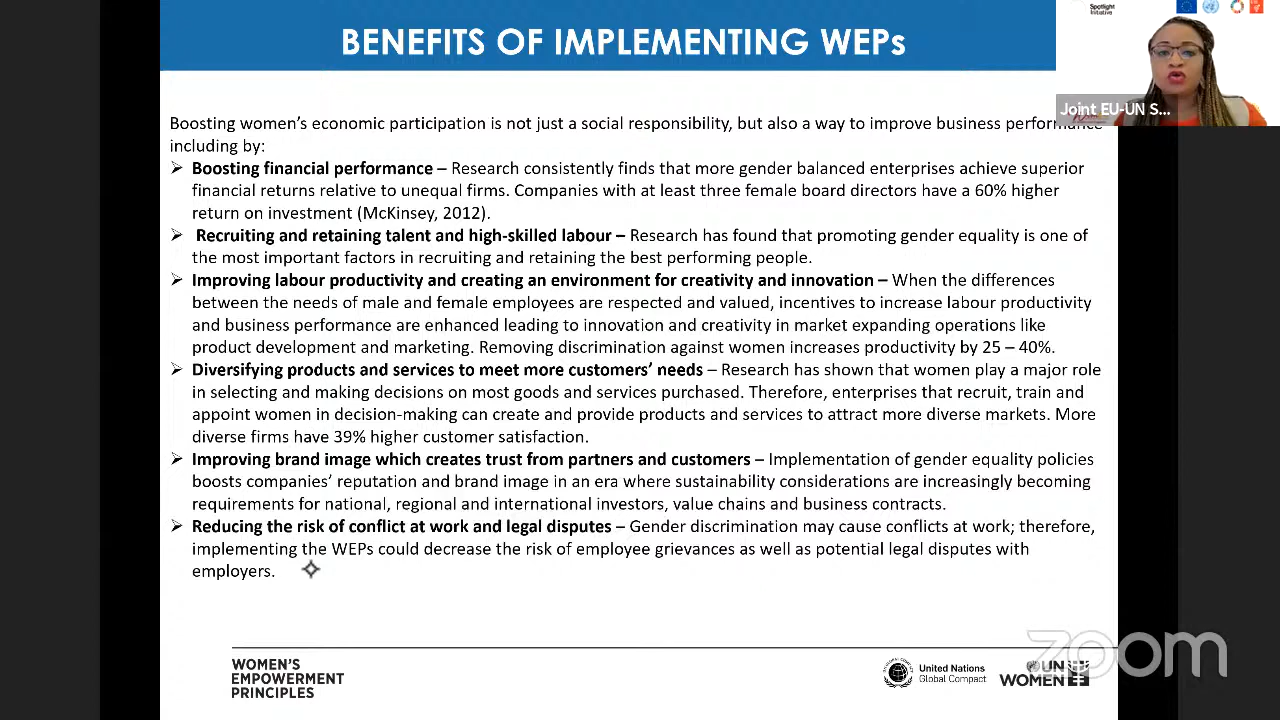 BENEFITS OF IMPLEMENTING WEPs
Spotlight
Initiative
Joint EU-UN S...
Boosting women's economic participation is not just a social responsibility, but also a way to improve business performance
including by:
➢ Boosting financial performance – Research consistently finds that more gender balanced enterprises achieve superior
financial returns relative to unequal firms. Companies with at least three female board directors have a 60% higher
return on investment (McKinsey, 2012).
➢ Recruiting and retaining talent and high-skilled labour – Research has found that promoting gender equality is one of
the most important factors in recruiting and retaining the best performing people.
➢ Improving labour productivity and creating an environment for creativity and innovation – When the differences
between the needs of male and female employees are respected and valued, incentives to increase labour productivity
and business performance are enhanced leading to innovation and creativity in market expanding operations like
product development and marketing. Removing discrimination against women increases productivity by 25 – 40%.
➢ Diversifying products and services to meet more customers' needs – Research has shown that women play a major role
in selecting and making decisions on most goods and services purchased. Therefore, enterprises that recruit, train and
appoint women in decision-making can create and provide products and services to attract more diverse markets. More
diverse firms have 39% higher customer satisfaction.
➢ Improving brand image which creates trust from partners and customers – Implementation of gender equality policies
boosts companies' reputation and brand image in an era where sustainability considerations are increasingly becoming
requirements for national, regional and international investors, value chains and business contracts.
➢ Reducing the risk of conflict at work and legal disputes – Gender discrimination may cause conflicts at work; therefore,
implementing the WEPs could decrease the risk of employee grievances as well as potential legal disputes with
employers.
WOMEN'S
EMPOWERMENT
PRINCIPLES
United Nations
Global Compact
UN
WOMEN
zoom